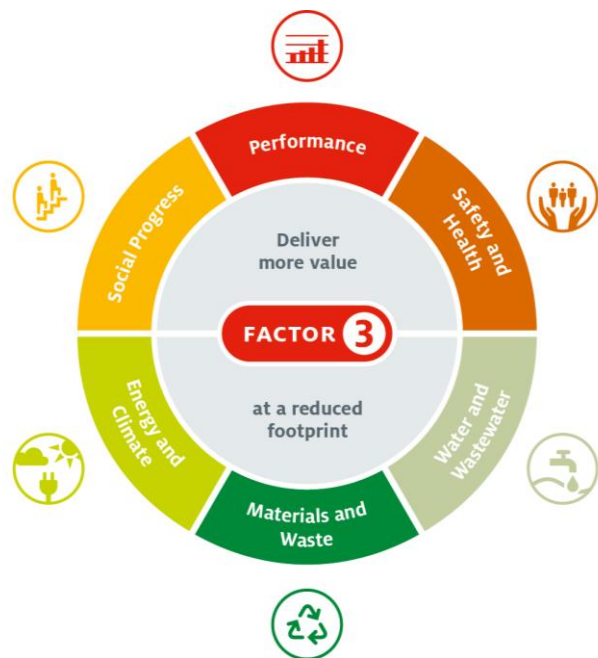 Performance
Social Progress
Safety and
Health
Deliver
more value
FACTOR 3
at a reduced
footprint
Energy and
Climate
Water and
Wastewater
Materials and
Waste